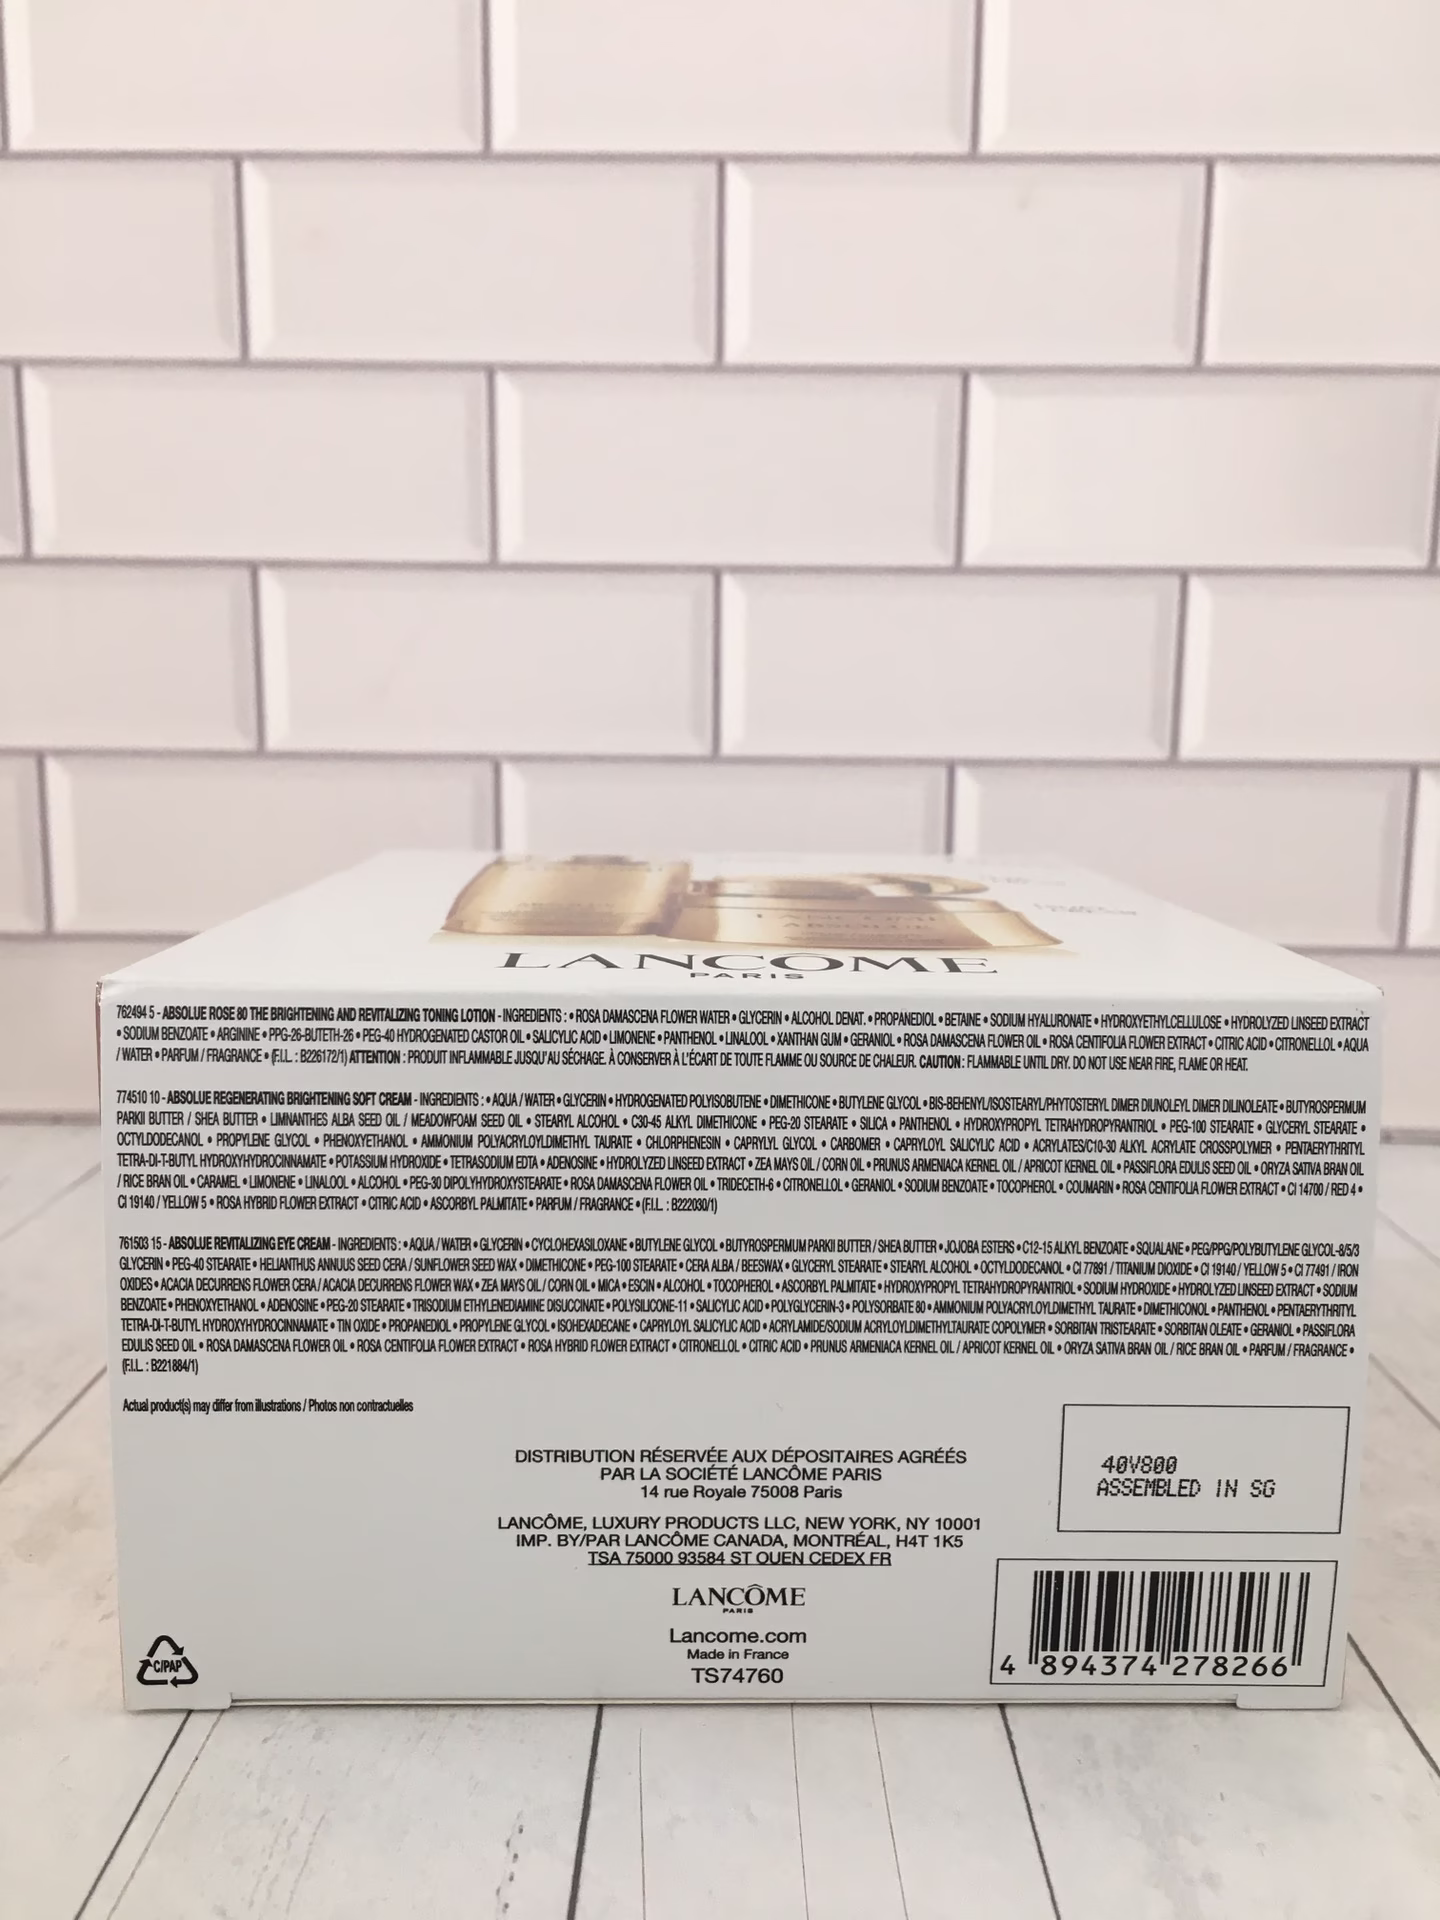 LANCÔME
PARIS
762494 5 - ABSOLUE ROSE 80 THE BRIGHTENING AND REVITALIZING TONING LOTION - INGREDIENTS : • ROSA DAMASCENA FLOWER WATER • GLYCERIN • ALCOHOL DENAT. • PROPANEDIOL • BETAINE • SODIUM HYALURONATE • HYDROXYETHYLCELLULOSE • HYDROLYZED LINSEED EXTRACT
• SODIUM BENZOATE • ARGININE • PPG-26-BUTETH-26 • PEG-40 HYDROGENATED CASTOR OIL • SALICYLIC ACID • LIMONENE • PANTHENOL • LINALOOL • XANTHAN GUM • GERANIOL • ROSA DAMASCENA FLOWER OIL • ROSA CENTIFOLIA FLOWER EXTRACT • CITRIC ACID • CITRONELLOL • AQUA
/ WATER • PARFUM / FRAGRANCE • (F.I.L. : B226172/1) ATTENTION : PRODUIT INFLAMMABLE JUSQU'AU SÉCHAGE. À CONSERVER À L'ÉCART DE TOUTE FLAMME OU SOURCE DE CHALEUR. CAUTION : FLAMMABLE UNTIL DRY. DO NOT USE NEAR FIRE, FLAME OR HEAT.
774510 10 - ABSOLUE REGENERATING BRIGHTENING SOFT CREAM - INGREDIENTS : • AQUA / WATER • GLYCERIN • HYDROGENATED POLYISOBUTENE • DIMETHICONE • BUTYLENE GLYCOL • BIS-BEHENYL/ISOSTEARYL/PHYTOSTERYL DIMER DIUNOLEYL DIMER DILINOLEATE • BUTYROSPERMUM
PARKII BUTTER / SHEA BUTTER • LIMNANTHES ALBA SEED OIL / MEADOWFOAM SEED OIL • STEARYL ALCOHOL • C30-45 ALKYL DIMETHICONE • PEG-20 STEARATE • SILICA • PANTHENOL • HYDROXYPROPYL TETRAHYDROPYRANTRIOL • PEG-100 STEARATE • GLYCERYL STEARATE •
OCTYLDODECANOL • PROPYLENE GLYCOL • PHENOXYETHANOL • AMMONIUM POLYACRYLOYLDIMETHYL TAURATE • CHLORPHENESIN • CAPRYLYL GLYCOL • CARBOMER • CAPRYLOYL SALICYLIC ACID • ACRYLATES/C10-30 ALKYL ACRYLATE CROSSPOLYMER • PENTAERYTHRITYL
TETRA-DI-T-BUTYL HYDROXYHYDROCINNAMATE • POTASSIUM HYDROXIDE • TETRASODIUM EDTA • ADENOSINE • HYDROLYZED LINSEED EXTRACT • ZEA MAYS OIL / CORN OIL • PRUNUS ARMENIACA KERNEL OIL / APRICOT KERNEL OIL • PASSIFLORA EDULIS SEED OIL • ORYZA SATIVA BRAN OIL
/ RICE BRAN OIL • CARAMEL • LIMONENE • LINALOOL • ALCOHOL • PEG-30 DIPOLYHYDROXYSTEARATE • ROSA DAMASCENA FLOWER OIL • TRIDECETH-6 • CITRONELLOL • GERANIOL • SODIUM BENZOATE • TOCOPHEROL • COUMARIN • ROSA CENTIFOLIA FLOWER EXTRACT • CI 14700 / RED 4 •
CI 19140 / YELLOW 5 • ROSA HYBRID FLOWER EXTRACT • CITRIC ACID • ASCORBYL PALMITATE • PARFUM / FRAGRANCE • (F.I.L. : B222030/1)
761503 15 - ABSOLUE REVITALIZING EYE CREAM - INGREDIENTS : • AQUA / WATER • GLYCERIN • CYCLOHEXASILOXANE • BUTYLENE GLYCOL • BUTYROSPERMUM PARKII BUTTER / SHEA BUTTER • JOJOBA ESTERS • C12-15 ALKYL BENZOATE • SQUALANE • PEG/PPG/POLYBUTYLENE GLYCOL-8/5/3
GLYCERIN • PEG-40 STEARATE • HELIANTHUS ANNUUS SEED CERA / SUNFLOWER SEED WAX • DIMETHICONE • PEG-100 STEARATE • CERA ALBA / BEESWAX • GLYCERYL STEARATE • STEARYL ALCOHOL • OCTYLDODECANOL • CI 77891 / TITANIUM DIOXIDE • CI 19140 / YELLOW 5 • CI 77491 / IRON
OXIDES • ACACIA DECURRENS FLOWER CERA / ACACIA DECURRENS FLOWER WAX • ZEA MAYS OIL / CORN OIL • MICA • ESCIN • ALCOHOL • TOCOPHEROL • ASCORBYL PALMITATE • HYDROXYPROPYL TETRAHYDROPYRANTRIOL • SODIUM HYDROXIDE • HYDROLYZED LINSEED EXTRACT • SODIUM
BENZOATE • PHENOXYETHANOL • ADENOSINE • PEG-20 STEARATE • TRISODIUM ETHYLENEDIAMINE DISUCCINATE • POLYSILICONE-11 • SALICYLIC ACID • POLYGLYCERIN-3 • POLYSORBATE 80 • AMMONIUM POLYACRYLOYLDIMETHYL TAURATE • DIMETHICONOL • PANTHENOL • PENTAERYTHRITYL
TETRA-DI-T-BUTYL HYDROXYHYDROCINNAMATE • TIN OXIDE • PROPANEDIOL • PROPYLENE GLYCOL • ISOHEXADECANE • CAPRYLOYL SALICYLIC ACID • ACRYLAMIDE/SODIUM ACRYLOYLDIMETHYLTAURATE COPOLYMER • SORBITAN TRISTEARATE • SORBITAN OLEATE • GERANIOL • PASSIFLORA
EDULIS SEED OIL • ROSA DAMASCENA FLOWER OIL • ROSA CENTIFOLIA FLOWER EXTRACT • ROSA HYBRID FLOWER EXTRACT • CITRONELLOL • CITRIC ACID • PRUNUS ARMENIACA KERNEL OIL / APRICOT KERNEL OIL • ORYZA SATIVA BRAN OIL / RICE BRAN OIL • PARFUM / FRAGRANCE •
(F.I.L. : B221884/1)
Actual product(s) may differ from illustrations / Photos non contractuelles
DISTRIBUTION RÉSERVÉE AUX DÉPOSITAIRES AGRÉÉS
PAR LA SOCIÉTÉ LANCÔME PARIS
14 rue Royale 75008 Paris
LANCÔME, LUXURY PRODUCTS LLC, NEW YORK, NY 10001
IMP. BY/PAR LANCÔME CANADA, MONTRÉAL, H4T 1K5
TSA 75000 93584 ST OUEN CEDEX FR
LANCÔME
PARIS
Lancome.com
Made in France
TS74760
C/PAP
40V800
ASSEMBLED IN SG
4 894374 278266